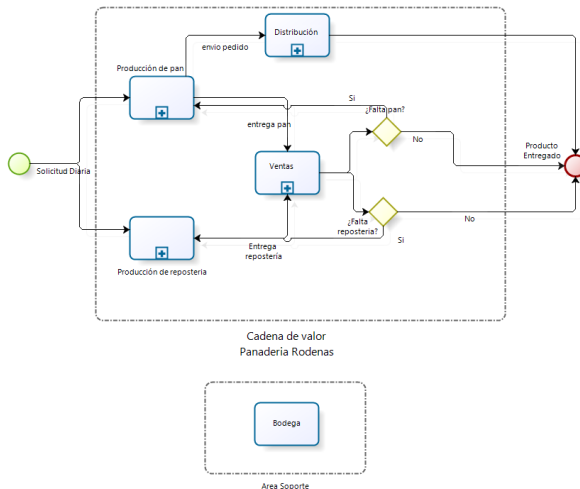 Distribución
envio pedido
Producción de pan
Si
¿Falta pan?
entrega pan
No
Producto
Entregado
Ventas
Solicitud Diaria
¿Falta
reposteria?
No
Entrega
repostería
Si
Producción de reposteria
Cadena de valor
Panaderia Rodenas
Bodega
Area Soporte